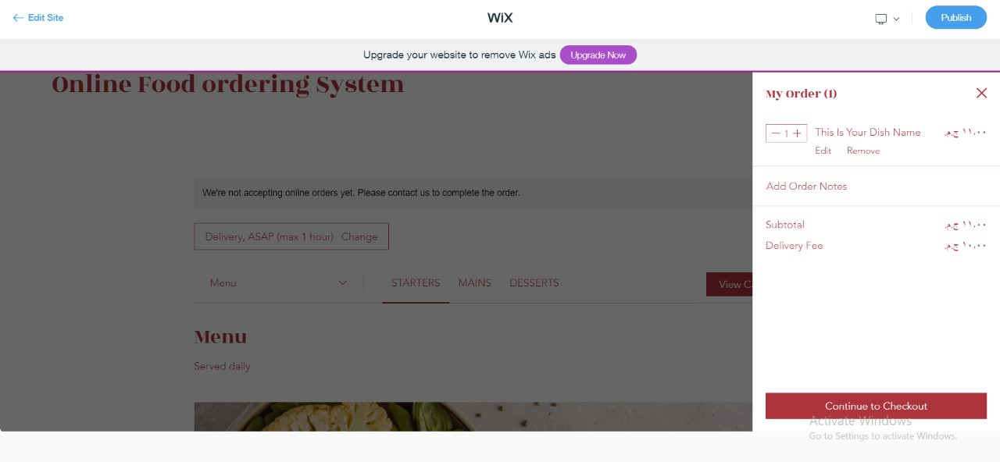 Edit Site
WiX
Publish
Upgrade your website to remove Wix ads Upgrade Now
Online Food ordering System
We're not accepting online orders yet. Please contact us to complete the order.
Delivery, ASAP (max 1 hour) Change
Menu STARTERS MAINS DESSERTS
Menu
Served daily
My Order (1)
1 This Is Your Dish Name ج.م. ١١٫٠٠
Edit Remove
Add Order Notes
Subtotal ج.م. ١١٫٠٠
Delivery Fee ج.م. ١٠٫٠٠
View C
Continue to Checkout
Activate Windows
Go to Settings to activate Windows.